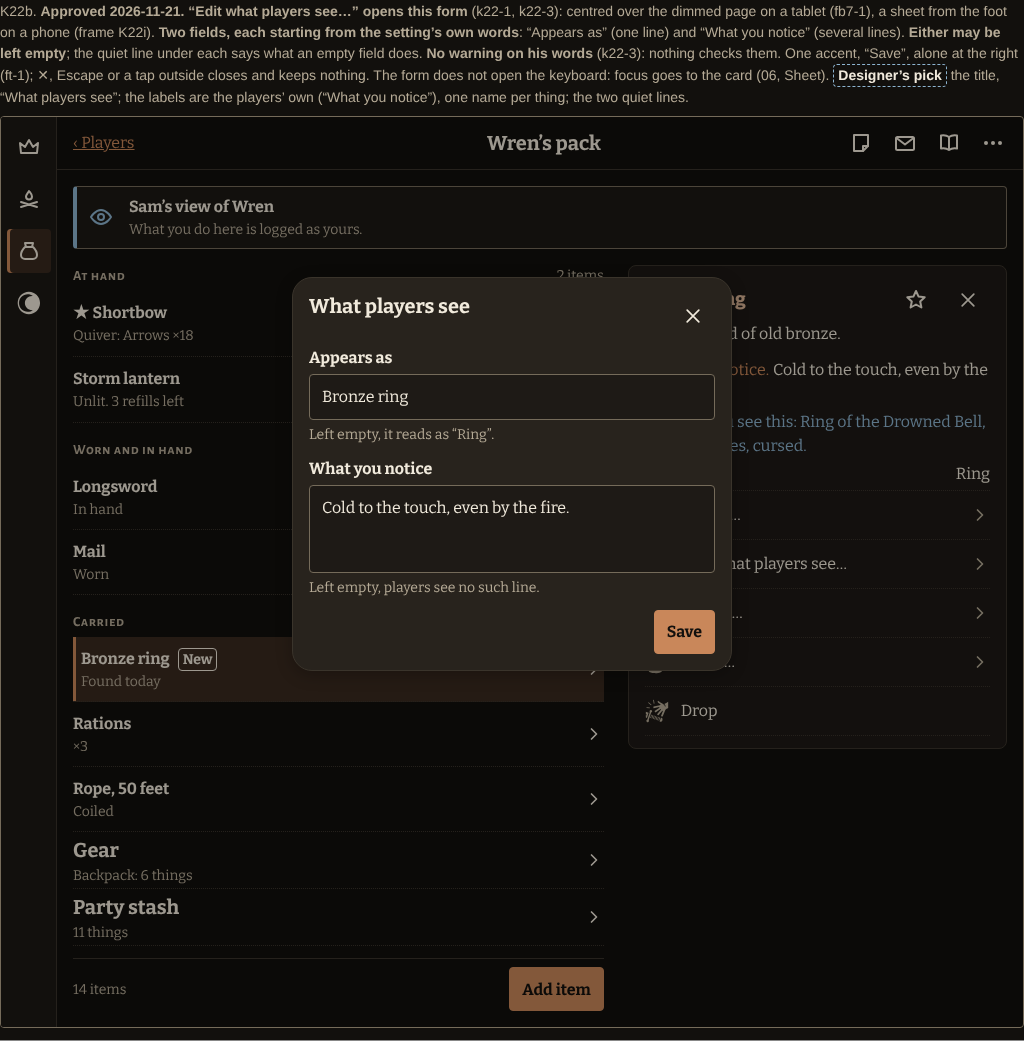 K22b. Approved 2026-11-21. “Edit what players see…” opens this form (k22-1, k22-3): centred over the dimmed page on a tablet (fb7-1), a sheet from the foot
on a phone (frame K22i). Two fields, each starting from the setting’s own words: “Appears as” (one line) and “What you notice” (several lines). Either may be
left empty; the quiet line under each says what an empty field does. No warning on his words (k22-3): nothing checks them. One accent, “Save”, alone at the right
(ft-1); ✕, Escape or a tap outside closes and keeps nothing. The form does not open the keyboard: focus goes to the card (06, Sheet). Designer’s pick the title,
“What players see”; the labels are the players’ own (“What you notice”), one name per thing; the two quiet lines.
‹ Players
Wren’s pack
Sam’s view of Wren
What you do here is logged as yours.
At hand
2 items
★ Shortbow
Quiver: Arrows ×18
Storm lantern
Unlit. 3 refills left
Worn and in hand
Longsword
In hand
Mail
Worn
Carried
Bronze ring New
Found today
Rations
×3
Rope, 50 feet
Coiled
Gear
Backpack: 6 things
Party stash
11 things
14 items
Add item
What players see
Appears as
Bronze ring
Left empty, it reads as “Ring”.
What you notice
Cold to the touch, even by the fire.
Left empty, players see no such line.
Save
of old bronze.
Cold to the touch, even by the
see this: Ring of the Drowned Bell,
cursed.
Ring
players see…
Drop